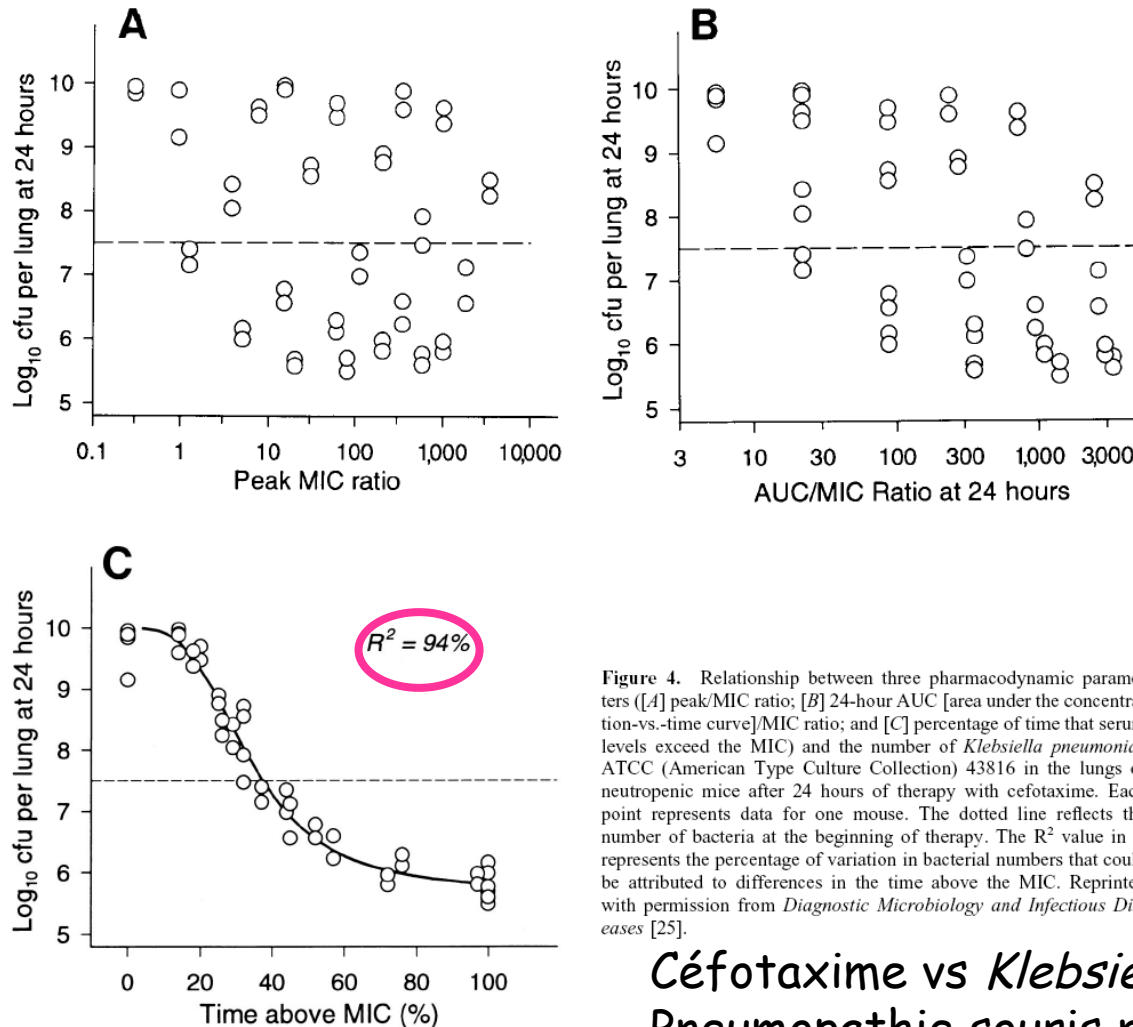 A
Log10 cfu per lung at 24 hours
10
9
8
7
6
5
0.1 1 10 100 1,000 10,000
Peak MIC ratio
B
Log10 cfu per lung at 24 hours
10
9
8
7
6
5
3 10 30 100 300 1,000 3,000
AUC/MIC Ratio at 24 hours
C
Log10 cfu per lung at 24 hours
10
9
8
7
6
5
R² = 94%
0 20 40 60 80 100
Time above MIC (%)
Figure 4. Relationship between three pharmacodynamic parame-
ters ([A] peak/MIC ratio; [B] 24-hour AUC [area under the concentra
tion-vs.-time curve]/MIC ratio; and [C] percentage of time that serum
levels exceed the MIC) and the number of Klebsiella pneumonia
ATCC (American Type Culture Collection) 43816 in the lungs o
neutropenic mice after 24 hours of therapy with cefotaxime. Eac
point represents data for one mouse. The dotted line reflects th
number of bacteria at the beginning of therapy. The R² value in
represents the percentage of variation in bacterial numbers that coul
be attributed to differences in the time above the MIC. Reprinte
with permission from Diagnostic Microbiology and Infectious Di
eases [25].
Céfotaxime vs Klebsie
Pneumopathie souris